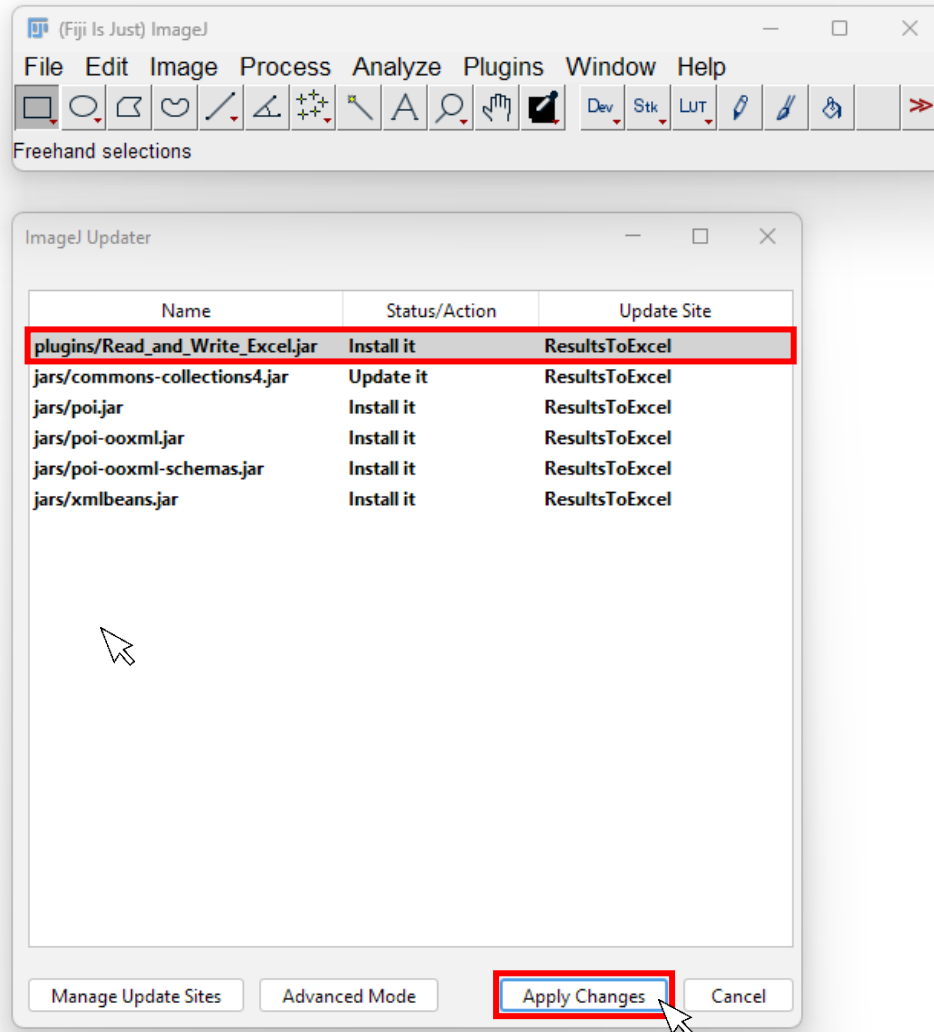 (Fiji Is Just) ImageJ
File Edit Image Process Analyze Plugins Window Help
A Dev Stk LUT
Freehand selections
ImageJ Updater
Name Status/Action Update Site
plugins/Read_and_Write_Excel.jar Install it ResultsToExcel
jars/commons-collections4.jar Update it ResultsToExcel
jars/poi.jar Install it ResultsToExcel
jars/poi-ooxml.jar Install it ResultsToExcel
jars/poi-ooxml-schemas.jar Install it ResultsToExcel
jars/xmlbeans.jar Install it ResultsToExcel
Manage Update Sites Advanced Mode Apply Changes Cancel